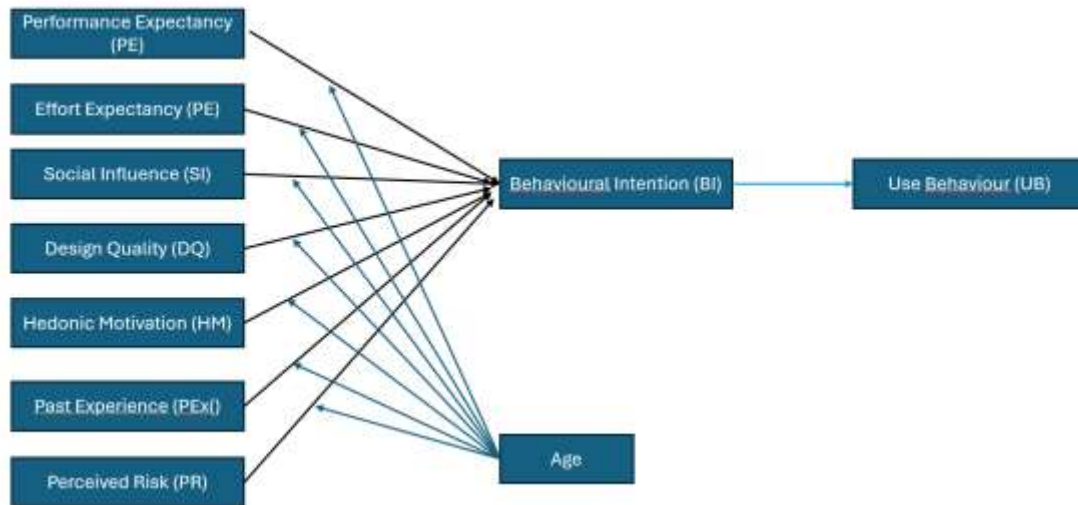 Performance Expectancy
(PE)
Effort Expectancy (PE)
Social Influence (SI)
Behavioural Intention (BI)
Use Behaviour (UB)
Design Quality (DQ)
Hedonic Motivation (HM)
Past Experience (PEx()
Age
Perceived Risk (PR)